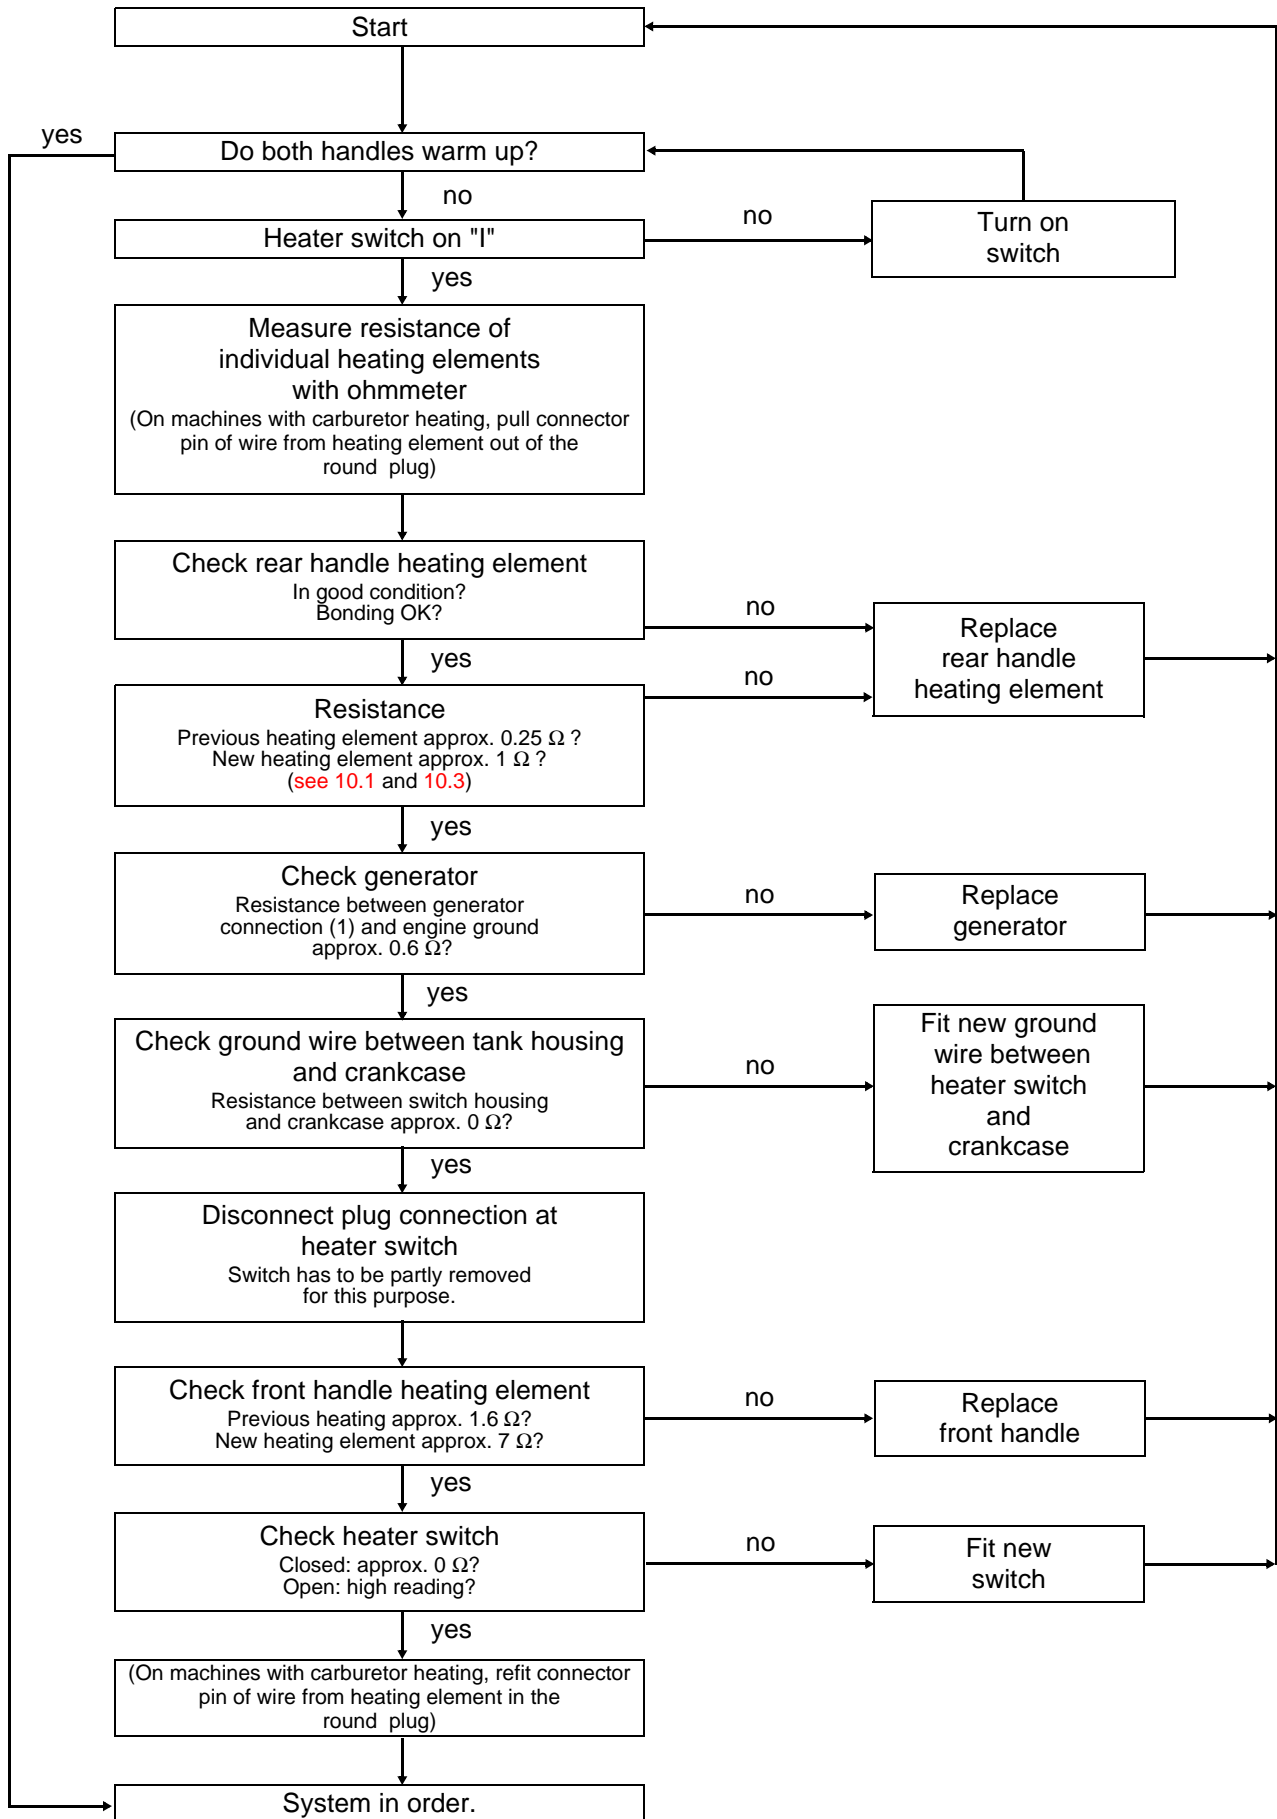 Start
yes
Do both handles warm up?
no
Heater switch on "I"
no
Turn on
switch
yes
Measure resistance of
individual heating elements
with ohmmeter
(On machines with carburetor heating, pull connector
pin of wire from heating element out of the
round plug)
Check rear handle heating element
In good condition?
Bonding OK?
no
Replace
rear handle
heating element
yes
no
Resistance
Previous heating element approx. 0.25 Ω ?
New heating element approx. 1 Ω ?
(see 10.1 and 10.3)
yes
Check generator
Resistance between generator
connection (1) and engine ground
approx. 0.6 Ω?
no
Replace
generator
yes
Check ground wire between tank housing
and crankcase
Resistance between switch housing
and crankcase approx. 0 Ω?
no
Fit new ground
wire between
heater switch
and
crankcase
yes
Disconnect plug connection at
heater switch
Switch has to be partly removed
for this purpose.
Check front handle heating element
Previous heating approx. 1.6 Ω?
New heating element approx. 7 Ω?
no
Replace
front handle
yes
Check heater switch
Closed: approx. 0 Ω?
Open: high reading?
no
Fit new
switch
yes
(On machines with carburetor heating, refit connector
pin of wire from heating element in the
round plug)
System in order.